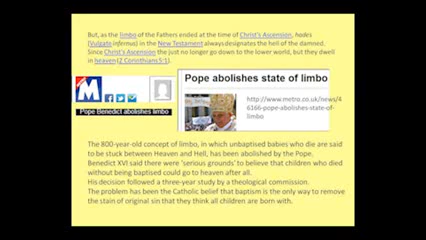 But, as the limbo of the Fathers ended at the time of Christ's Ascension, hades
(Vulgate infernus) in the New Testament always designates the hell of the damned.
Since Christ's Ascension the just no longer go down to the lower world, but they dwell
in heaven (2 Corinthians 5:1).
M
Pope Benedict abolishes limbo
Pope abolishes state of limbo
http://www.metro.co.uk/news/4
6166-pope-abolishes-state-of-
limbo
The 800-year-old concept of limbo, in which unbaptised babies who die are said
to be stuck between Heaven and Hell, has been abolished by the Pope.
Benedict XVI said there were 'serious grounds' to believe that children who died
without being baptised could go to heaven after all.
His decision followed a three-year study by a theological commission.
The problem has been the Catholic belief that baptism is the only way to remove
the stain of original sin that they think all children are born with.